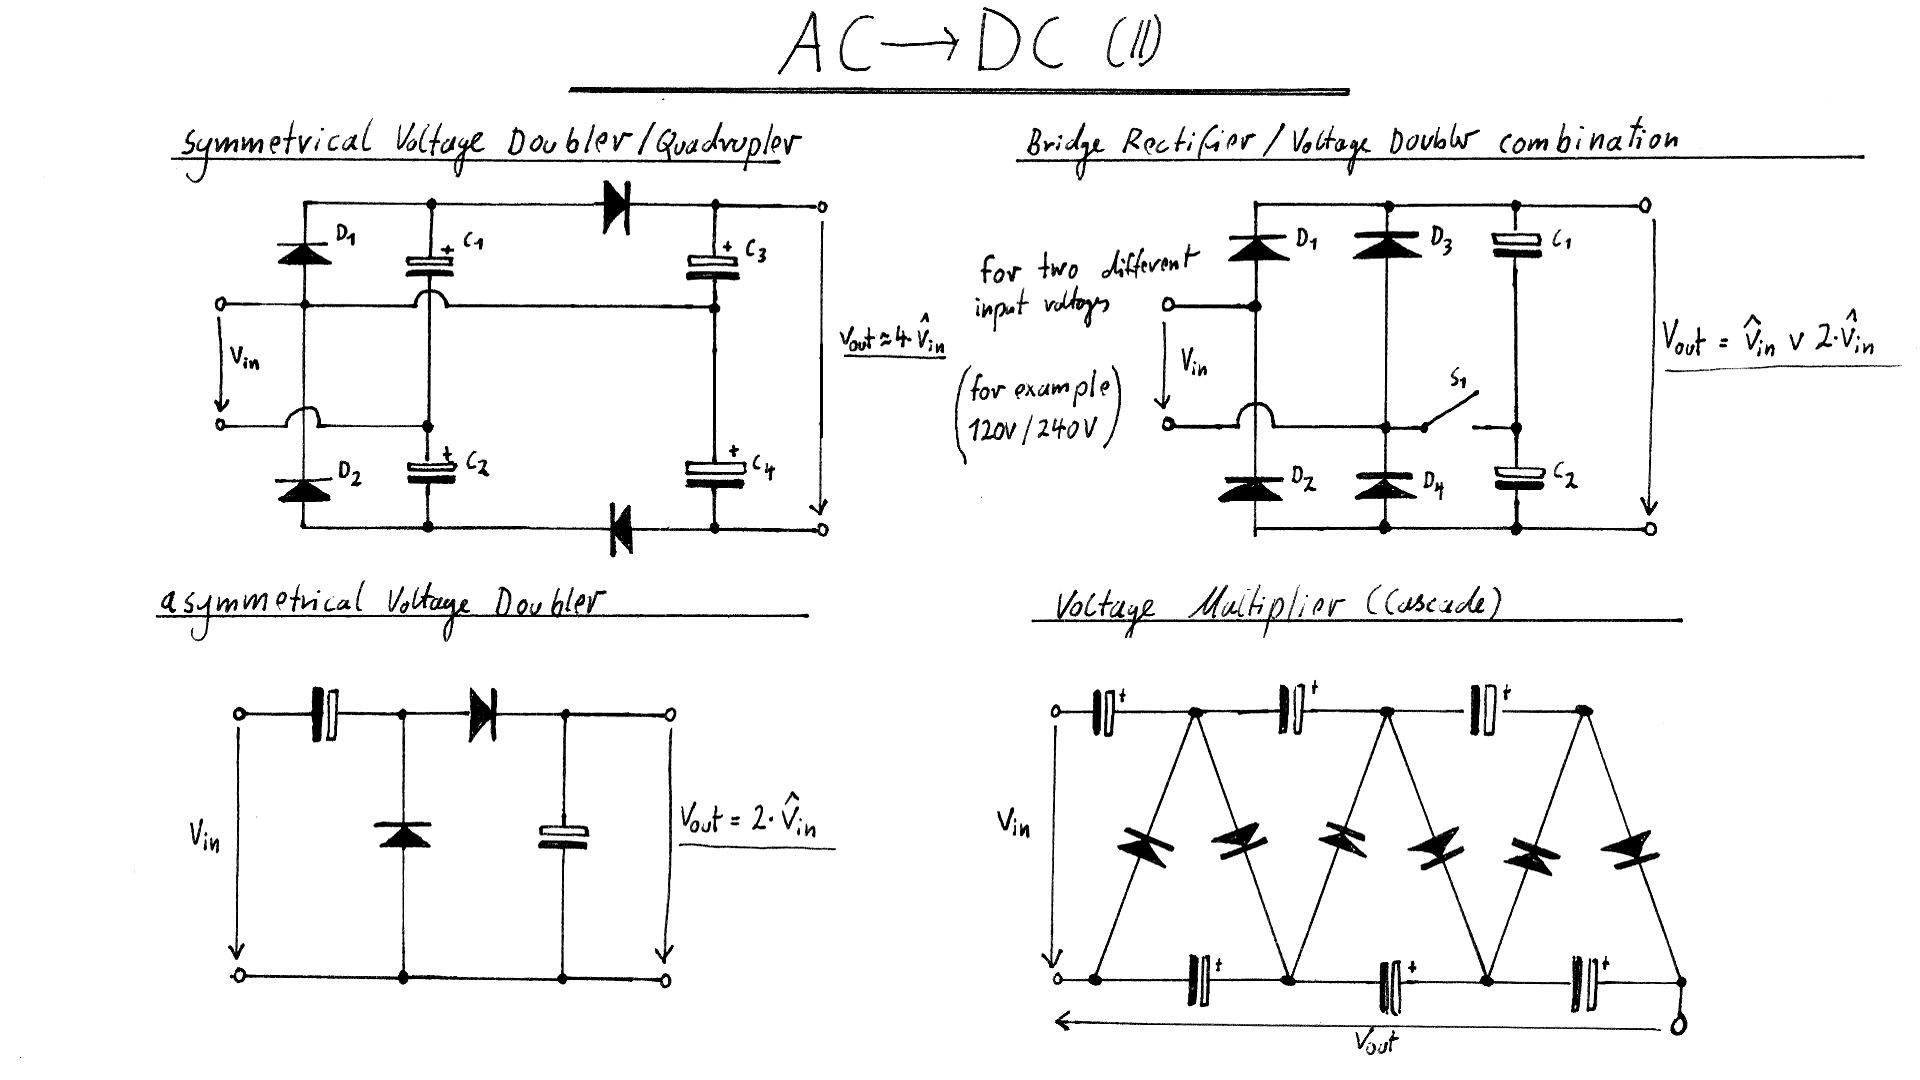 AC→DC (II)
Symmetrical Voltage Doubler/Quadrupler
D1
+
C1
+
C3
Vin
Vout≈4·V̂in
D2
+
C2
+
C4
Bridge Rectifier / Voltage Doubler combination
for two different
input voltages
(for example
120V/240V)
D1
D3
C1
Vin
S1
Vout = V̂in v 2·V̂in
D2
D4
C2
asymmetrical Voltage Doubler
Vin
Vout = 2·V̂in
Voltage Multiplier (Cascade)
+
+
+
Vin
+
+
+
Vout